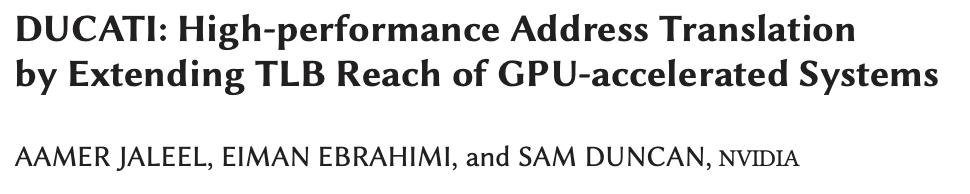 DUCATI: High-performance Address Translation
by Extending TLB Reach of GPU-accelerated Systems
AAMER JALEEL, EIMAN EBRAHIMI, and SAM DUNCAN, NVIDIA